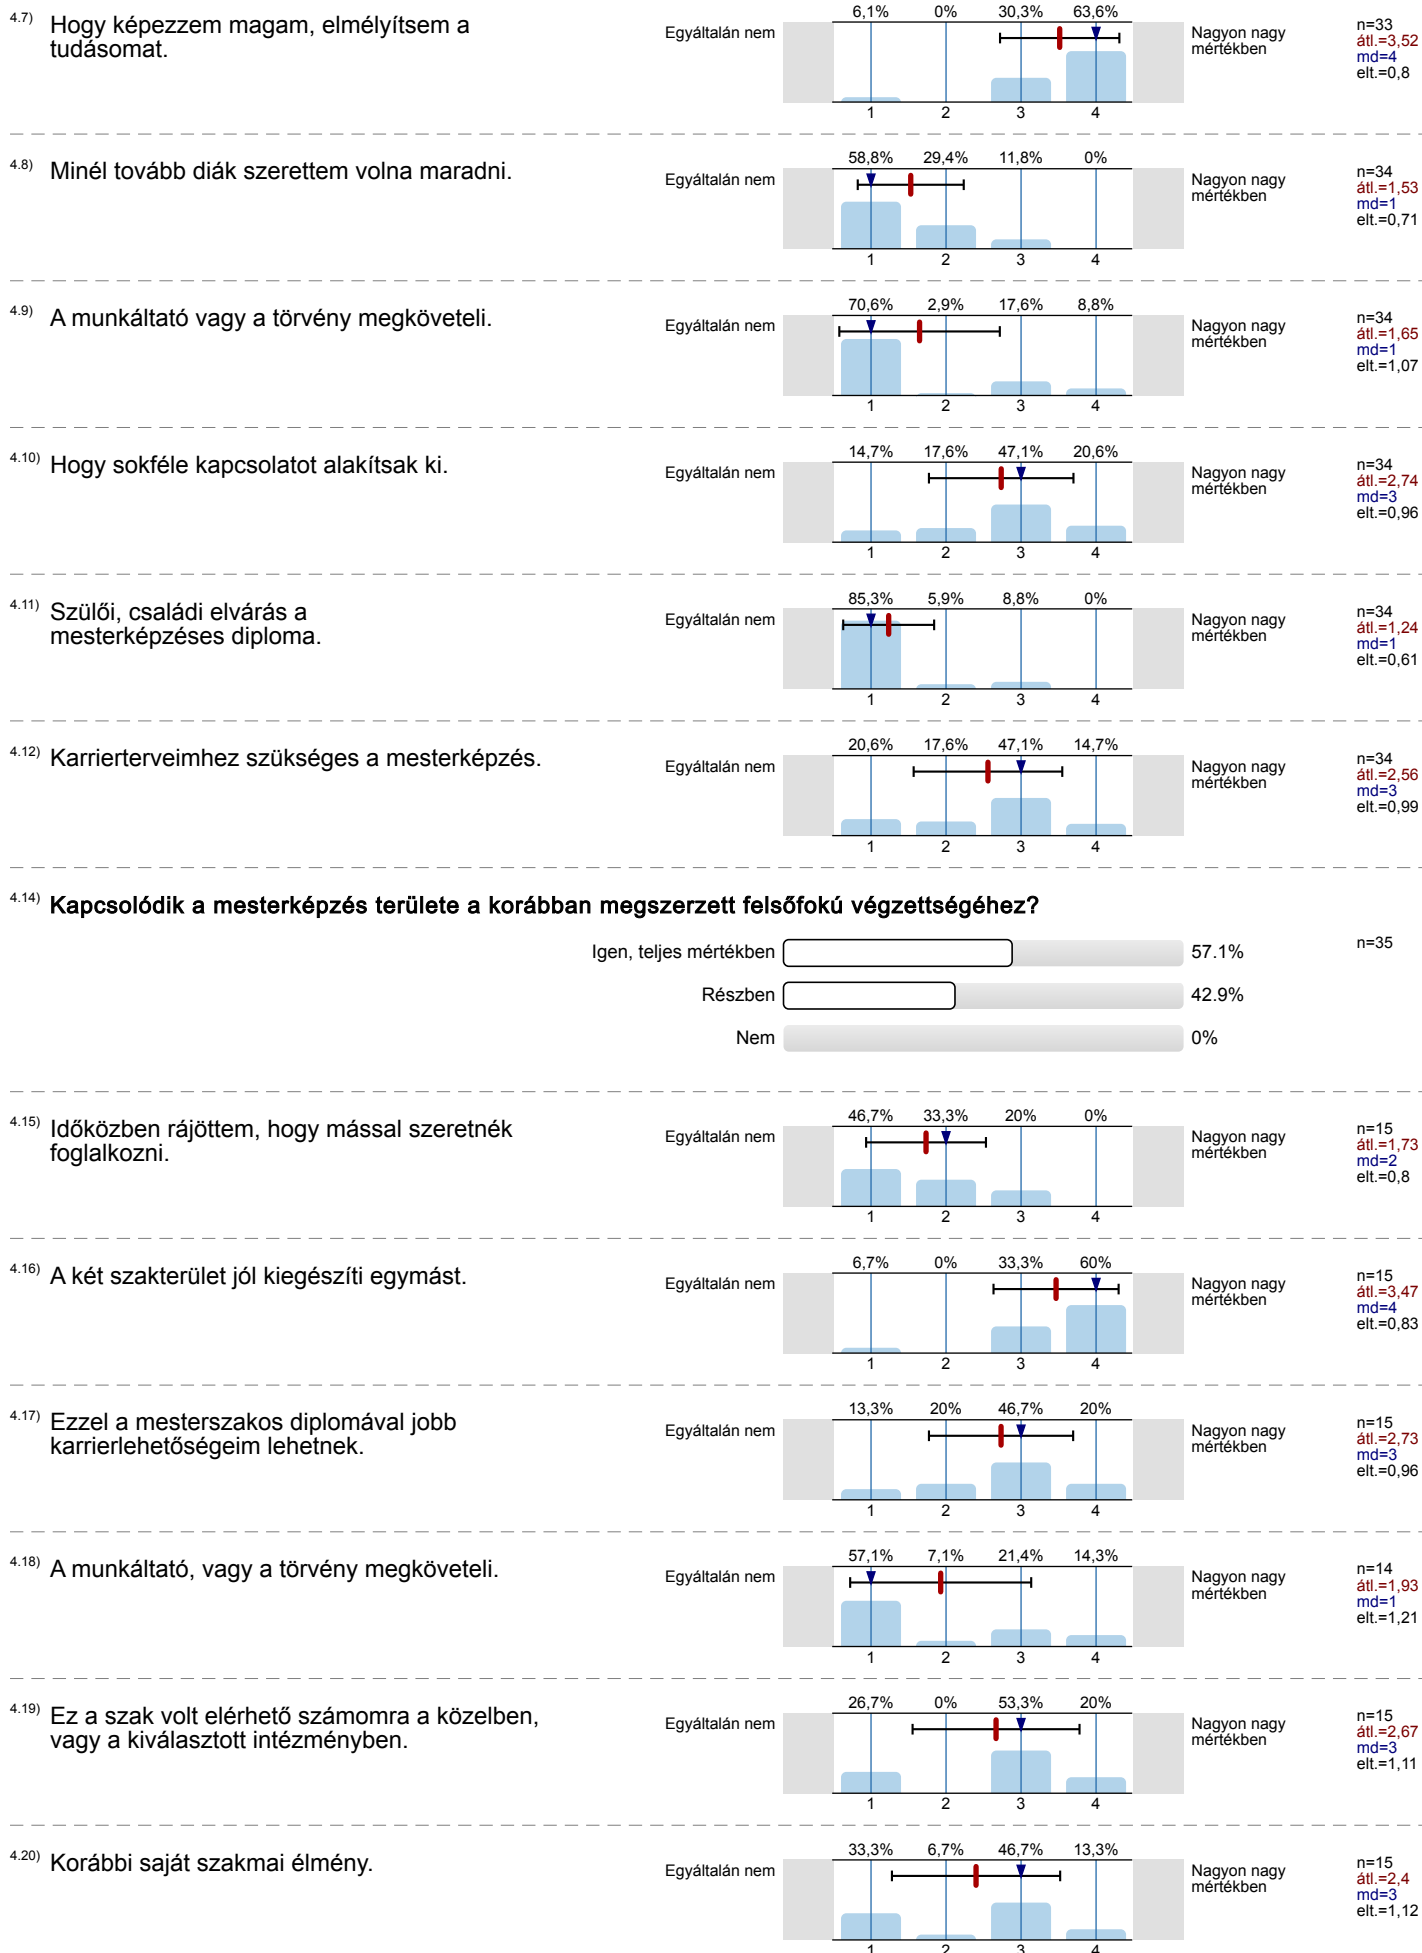 4.7) Hogy képezzem magam, elmélyítsem a
tudásomat.
Egyáltalán nem
6,1% 0% 30,3% 63,6%
1 2 3 4
Nagyon nagy
mértékben
n=33
átl.=3,52
md=4
elt.=0,8
4.8) Minél tovább diák szerettem volna maradni.
Egyáltalán nem
58,8% 29,4% 11,8% 0%
1 2 3 4
Nagyon nagy
mértékben
n=34
átl.=1,53
md=1
elt.=0,71
4.9) A munkáltató vagy a törvény megköveteli.
Egyáltalán nem
70,6% 2,9% 17,6% 8,8%
1 2 3 4
Nagyon nagy
mértékben
n=34
átl.=1,65
md=1
elt.=1,07
4.10) Hogy sokféle kapcsolatot alakítsak ki.
Egyáltalán nem
14,7% 17,6% 47,1% 20,6%
1 2 3 4
Nagyon nagy
mértékben
n=34
átl.=2,74
md=3
elt.=0,96
4.11) Szülői, családi elvárás a
mesterképzéses diploma.
Egyáltalán nem
85,3% 5,9% 8,8% 0%
1 2 3 4
Nagyon nagy
mértékben
n=34
átl.=1,24
md=1
elt.=0,61
4.12) Karrierterveimhez szükséges a mesterképzés.
Egyáltalán nem
20,6% 17,6% 47,1% 14,7%
1 2 3 4
Nagyon nagy
mértékben
n=34
átl.=2,56
md=3
elt.=0,99
4.14) Kapcsolódik a mesterképzés területe a korábban megszerzett felsőfokú végzettségéhez?
Igen, teljes mértékben 57.1% n=35
Részben 42.9%
Nem 0%
4.15) Időközben rájöttem, hogy mással szeretnék
foglalkozni.
Egyáltalán nem
46,7% 33,3% 20% 0%
1 2 3 4
Nagyon nagy
mértékben
n=15
átl.=1,73
md=2
elt.=0,8
4.16) A két szakterület jól kiegészíti egymást.
Egyáltalán nem
6,7% 0% 33,3% 60%
1 2 3 4
Nagyon nagy
mértékben
n=15
átl.=3,47
md=4
elt.=0,83
4.17) Ezzel a mesterszakos diplomával jobb
karrierlehetőségeim lehetnek.
Egyáltalán nem
13,3% 20% 46,7% 20%
1 2 3 4
Nagyon nagy
mértékben
n=15
átl.=2,73
md=3
elt.=0,96
4.18) A munkáltató, vagy a törvény megköveteli.
Egyáltalán nem
57,1% 7,1% 21,4% 14,3%
1 2 3 4
Nagyon nagy
mértékben
n=14
átl.=1,93
md=1
elt.=1,21
4.19) Ez a szak volt elérhető számomra a közelben,
vagy a kiválasztott intézményben.
Egyáltalán nem
26,7% 0% 53,3% 20%
1 2 3 4
Nagyon nagy
mértékben
n=15
átl.=2,67
md=3
elt.=1,11
4.20) Korábbi saját szakmai élmény.
Egyáltalán nem
33,3% 6,7% 46,7% 13,3%
1 2 3 4
Nagyon nagy
mértékben
n=15
átl.=2,4
md=3
elt.=1,12